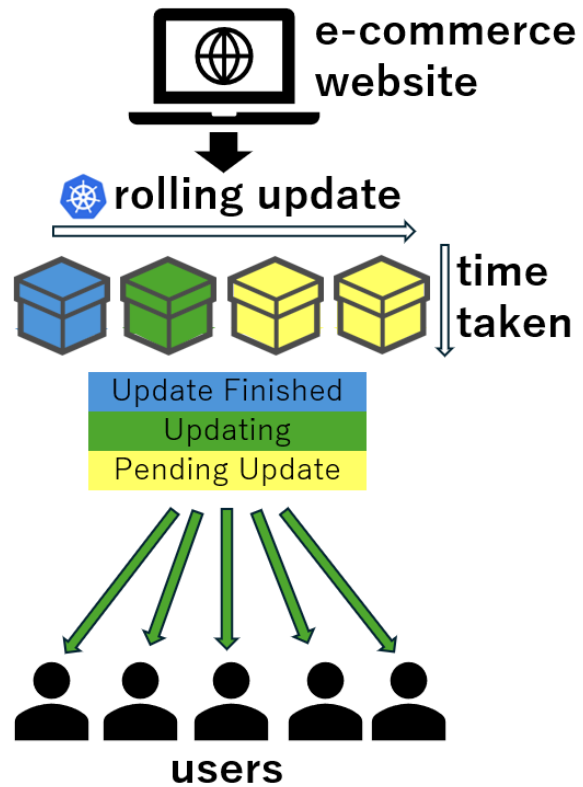 e-commerce
website
rolling update
time
taken
Update Finished
Updating
Pending Update
users